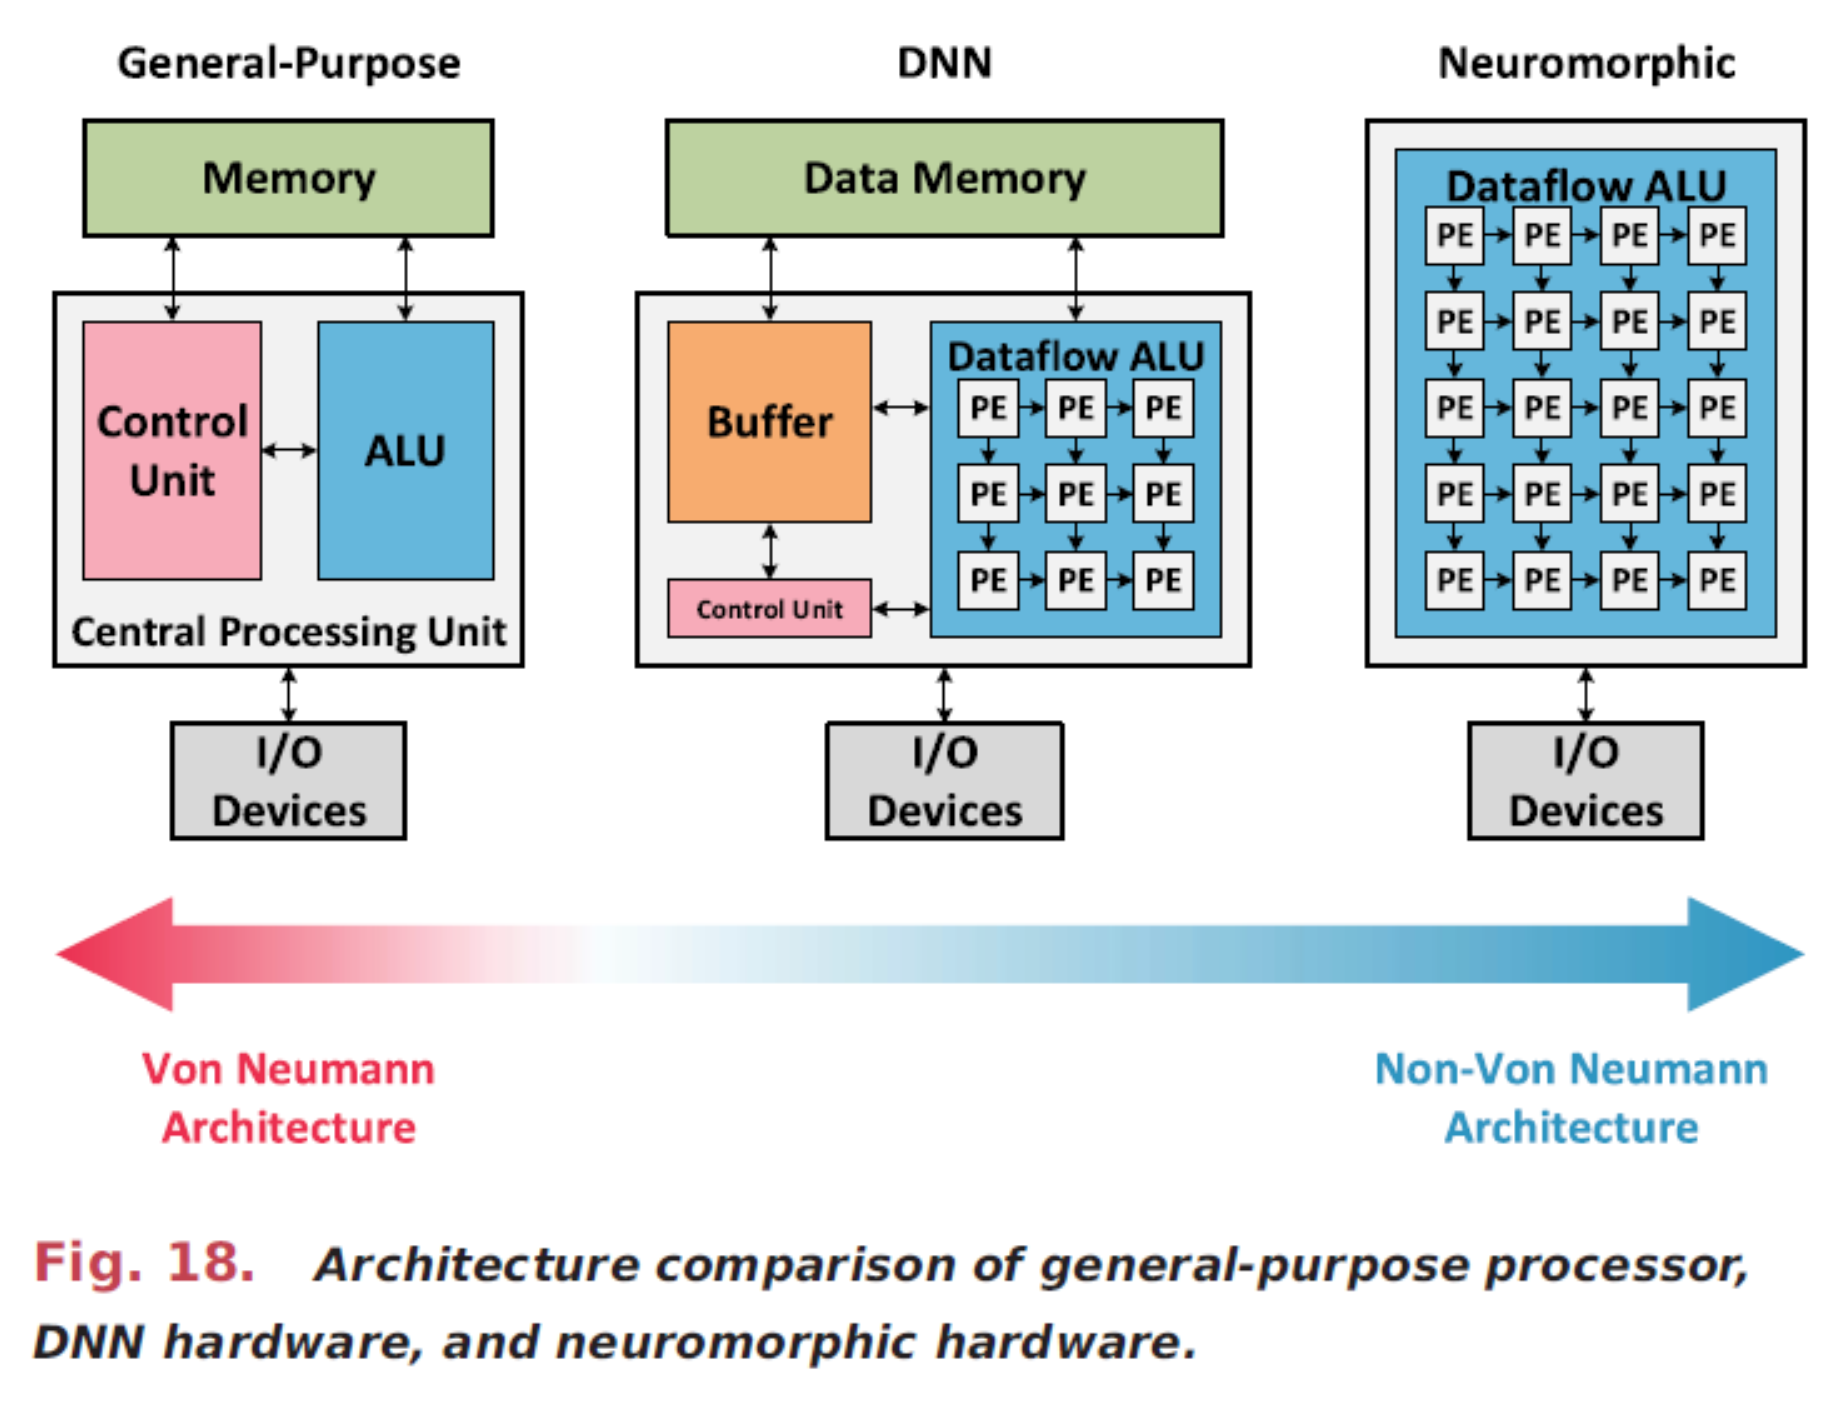 General-Purpose
DNN
Neuromorphic
Memory
Control
Unit
ALU
Central Processing Unit
I/O
Devices
Data Memory
Buffer
Control Unit
Dataflow ALU
PE PE PE
PE PE PE
PE PE PE
I/O
Devices
Dataflow ALU
PE PE PE PE
PE PE PE PE
PE PE PE PE
PE PE PE PE
PE PE PE PE
I/O
Devices
Von Neumann
Architecture
Non-Von Neumann
Architecture
Fig. 18. Architecture comparison of general-purpose processor,
DNN hardware, and neuromorphic hardware.